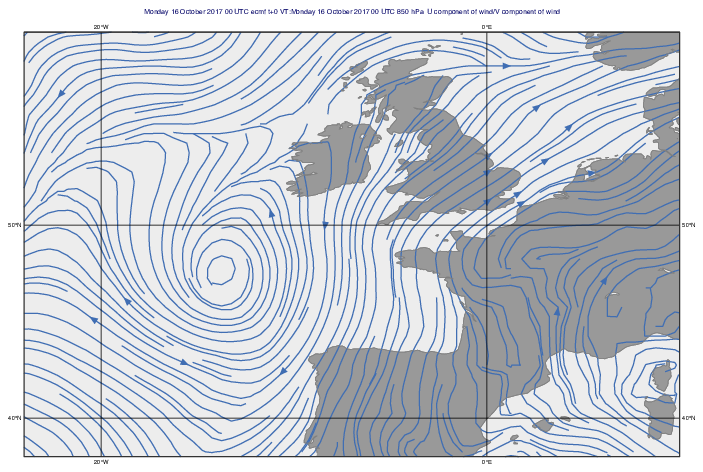 Monday 16 October 2017 00 UTC ecmf t+0 VT:Monday 16 October 2017 00 UTC 850 hPa U component of wind/V component of wind
20°W 0°E
50°N 50°N
40°N 40°N
20°W 0°E